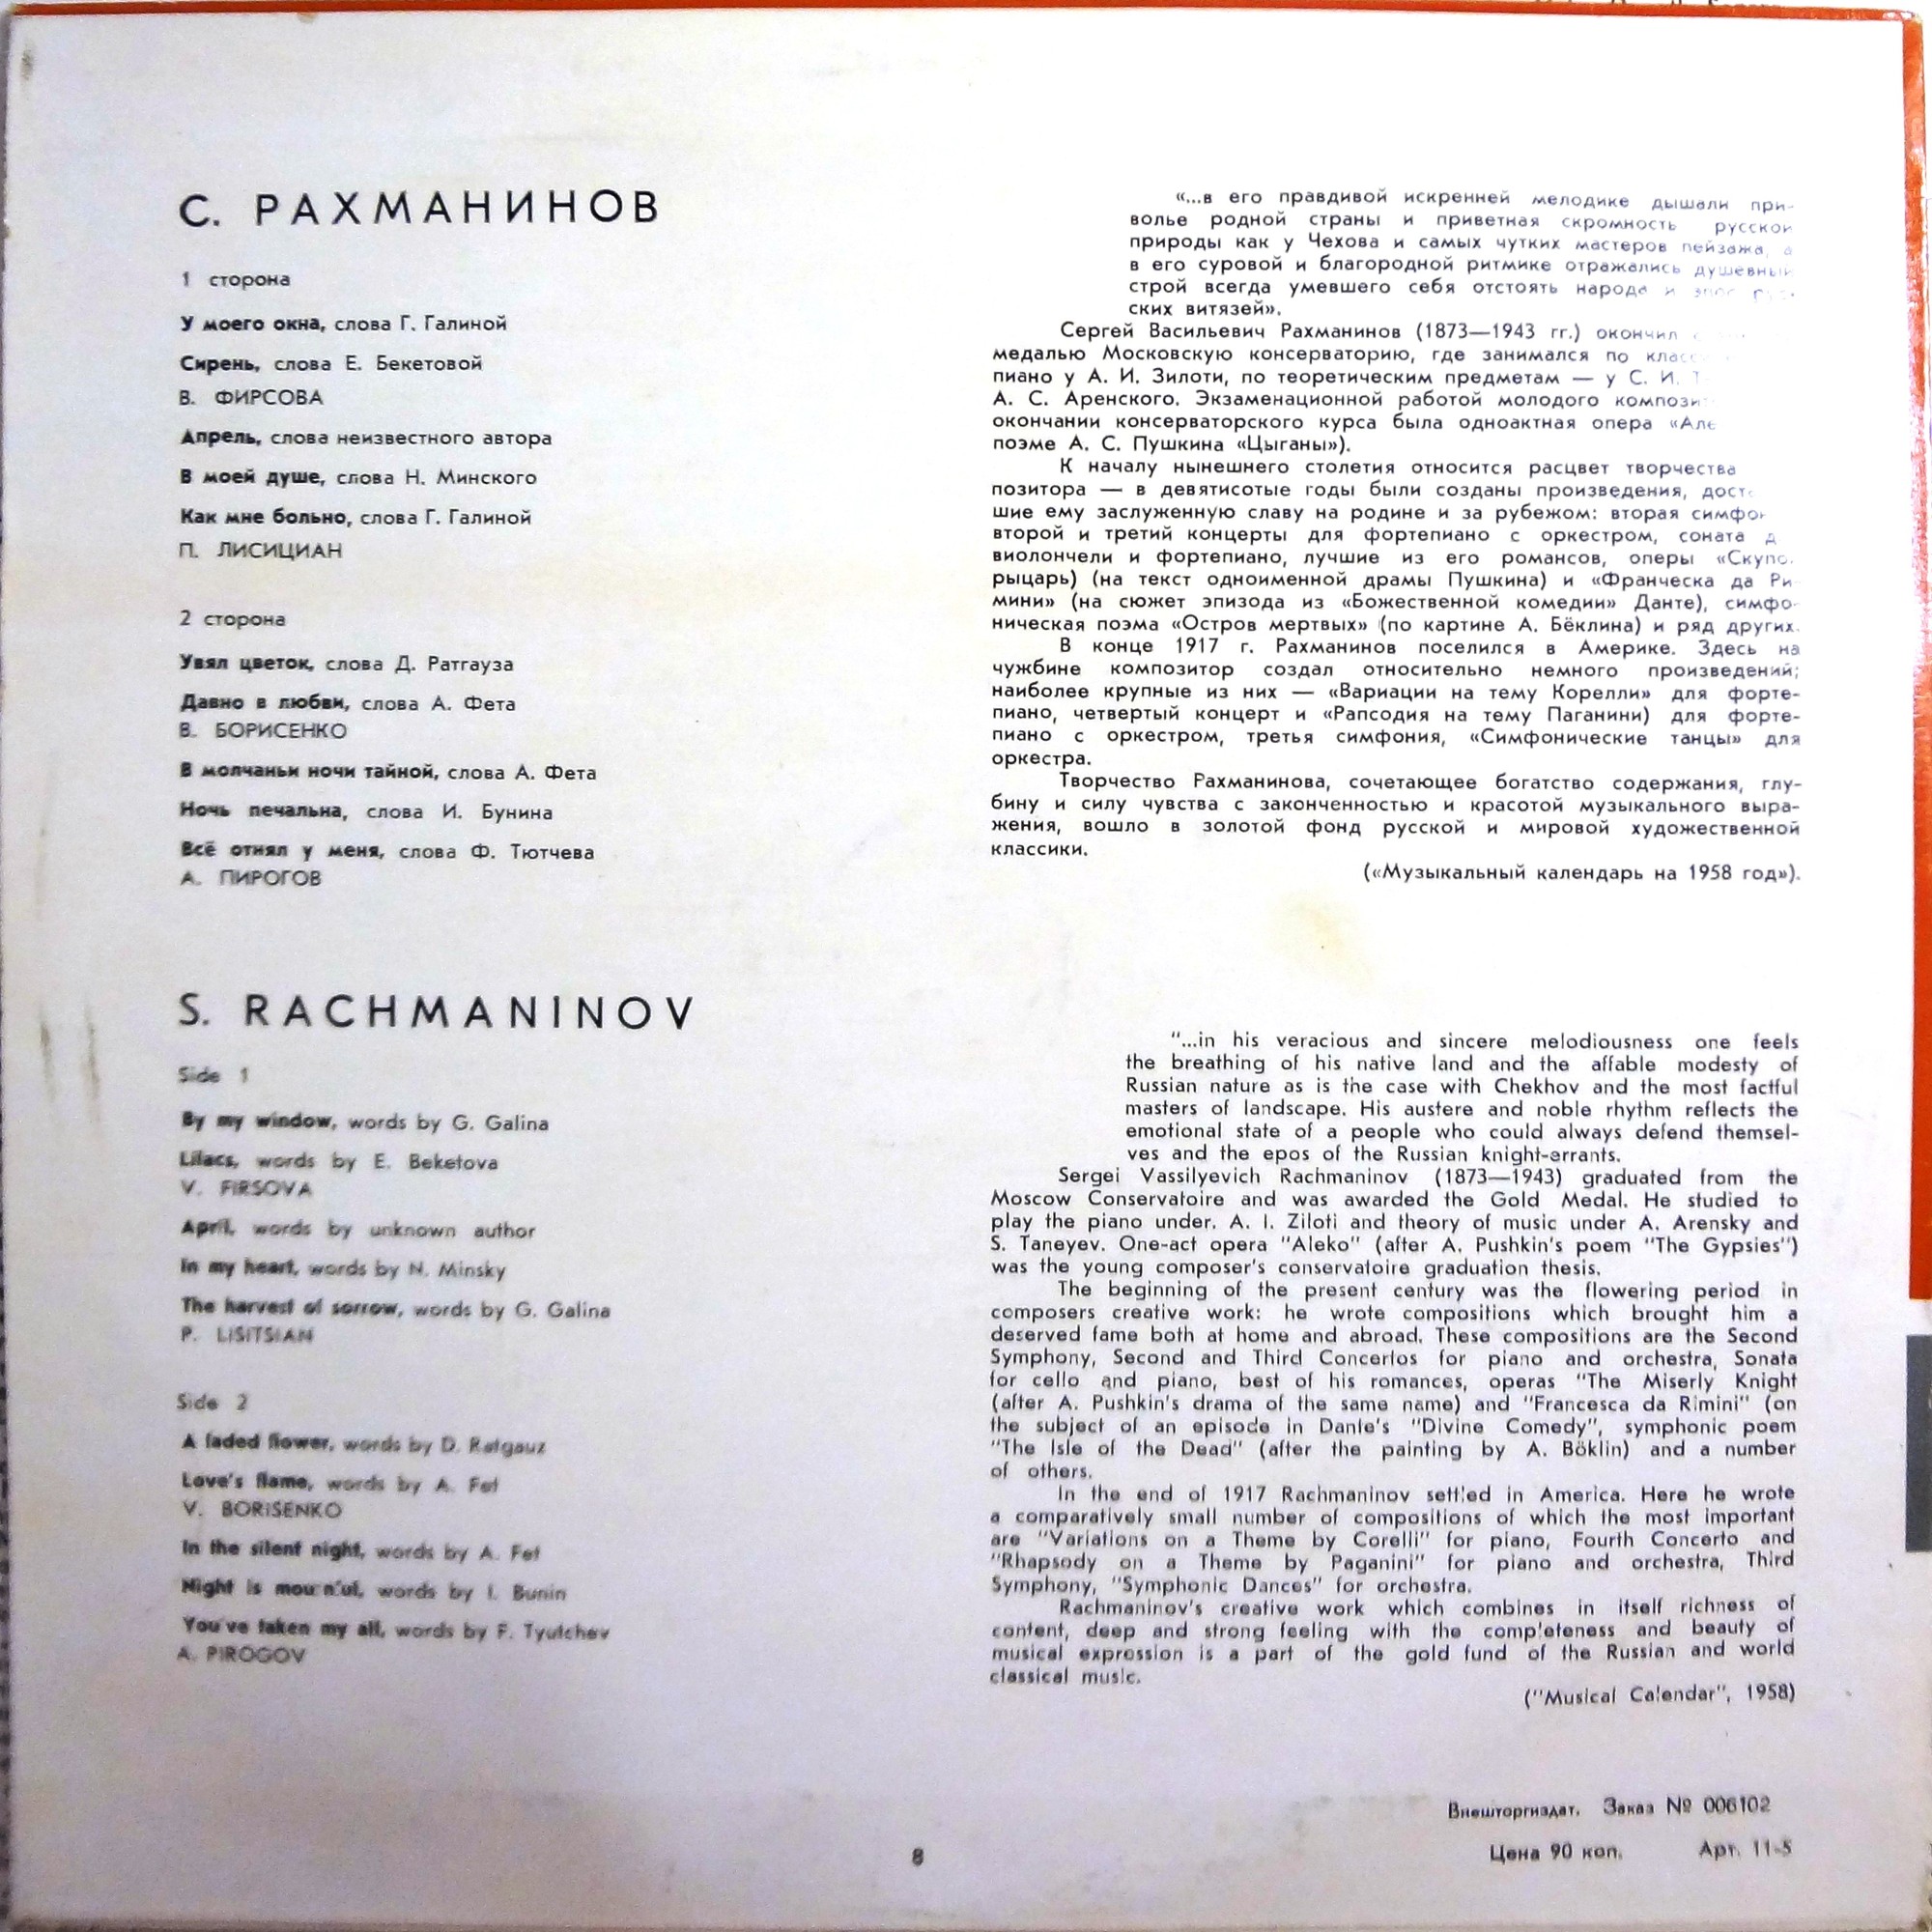 С. РАХМАНИНОВ
1 сторона
У моего окна, слова Г. Галиной
Сирень, слова Е. Бекетовой
В. ФИРСОВА
Апрель, слова неизвестного автора
В моей душе, слова Н. Минского
Как мне больно, слова Г. Галиной
П. ЛИСИЦИАН
2 сторона
Увял цветок, слова Д. Ратгауза
Давно в любви, слова А. Фета
В. БОРИСЕНКО
В молчаньи ночи тайной, слова А. Фета
Ночь печальна, слова И. Бунина
Всё отнял у меня, слова Ф. Тютчева
А. ПИРОГОВ
«...в его правдивой искренней мелодике дышали при-
волье родной страны и приветная скромность русской
природы как у Чехова и самых чутких мастеров пейзажа, а
в его суровой и благородной ритмике отражались душевный
строй всегда умевшего себя отстоять народа и эпос рус-
ских витязей».
Сергей Васильевич Рахманинов (1873—1943 гг.) окончил
медалью Московскую консерваторию, где занимался по
пиано у А. И. Зилоти, по теоретическим предметам — у С. И.
А. С. Аренского. Экзаменационной работой молодого
окончании консерваторского курса была одноактная опера
поэме А. С. Пушкина «Цыганы»).
К началу нынешнего столетия относится расцвет творчества
позитора — в девятисотые годы были созданы произведения,
шие ему заслуженную славу на родине и за рубежом: вторая
второй и третий концерты для фортепиано с оркестром, соната
виолончели и фортепиано, лучшие из его романсов, оперы «Скупо
рыцарь) (на текст одноименной драмы Пушкина) и «Франческа да Ри-
мини» (на сюжет эпизода из «Божественной комедии» Данте), симфо-
ническая поэма «Остров мертвых» (по картине А. Бёклина) и ряд других.
В конце 1917 г. Рахманинов поселился в Америке. Здесь на
чужбине композитор создал относительно немного произведений;
наиболее крупные из них — «Вариации на тему Корелли» для форте-
пиано, четвертый концерт и «Рапсодия на тему Паганини) для форте-
пиано с оркестром, третья симфония, «Симфонические танцы» для
оркестра.
Творчество Рахманинова, сочетающее богатство содержания, глу-
бину и силу чувства с законченностью и красотой музыкального выра-
жения, вошло в золотой фонд русской и мировой художественной
классики.
(«Музыкальный календарь на 1958 год»).
S. RACHMANINOV
Side 1
By my window, words by G. Galina
Lilacs, words by E. Beketova
V. FIRSOVA
April, words by unknown author
In my heart, words by N. Minsky
The harvest of sorrow, words by G. Galina
P. LISITSIAN
Side 2
A faded flower, words by D. Ratgauz
Love's flame, words by A. Fet
V. BORISENKO
In the silent night, words by A. Fet
Night is mournful, words by I. Bunin
You've taken my all, words by F. Tyutchev
A. PIROGOV
"...in his veracious and sincere melodiousness one feels
the breathing of his native land and the affable modesty of
Russian nature as is the case with Chekhov and the most factful
masters of landscape. His austere and noble rhythm reflects the
emotional state of a people who could always defend themsel-
ves and the epos of the Russian knight-errants.
Sergei Vassilyevich Rachmaninov (1873—1943) graduated from the
Moscow Conservatoire and was awarded the Gold Medal. He studied to
play the piano under. A. I. Ziloti and theory of music under A. Arensky and
S. Taneyev. One-act opera "Aleko" (after A. Pushkin's poem "The Gypsies")
was the young composer's conservatoire graduation thesis.
The beginning of the present century was the flowering period in
composers creative work: he wrote compositions which brought him a
deserved fame both at home and abroad. These compositions are the Second
Symphony, Second and Third Concertos for piano and orchestra, Sonata
for cello and piano, best of his romances, operas "The Miserly Knight
(after A. Pushkin's drama of the same name) and "Francesca da Rimini" (on
the subject of an episode in Dante's "Divine Comedy", symphonic poem
"The Isle of the Dead" (after the painting by A. Böklin) and a number
of others.
In the end of 1917 Rachmaninov settled in America. Here he wrote
a comparatively small number of compositions of which the most important
are "Variations on a Theme by Corelli" for piano, Fourth Concerto and
"Rhapsody on a Theme by Paganini" for piano and orchestra, Third
Symphony, "Symphonic Dances" for orchestra.
Rachmaninov's creative work which combines in itself richness of
content, deep and strong feeling with the completeness and beauty of
musical expression is a part of the gold fund of the Russian and world
classical music.
("Musical Calendar", 1958)
Внешторгиздат. Заказ № 006102
Цена 90 коп. Арт. 11-5
8